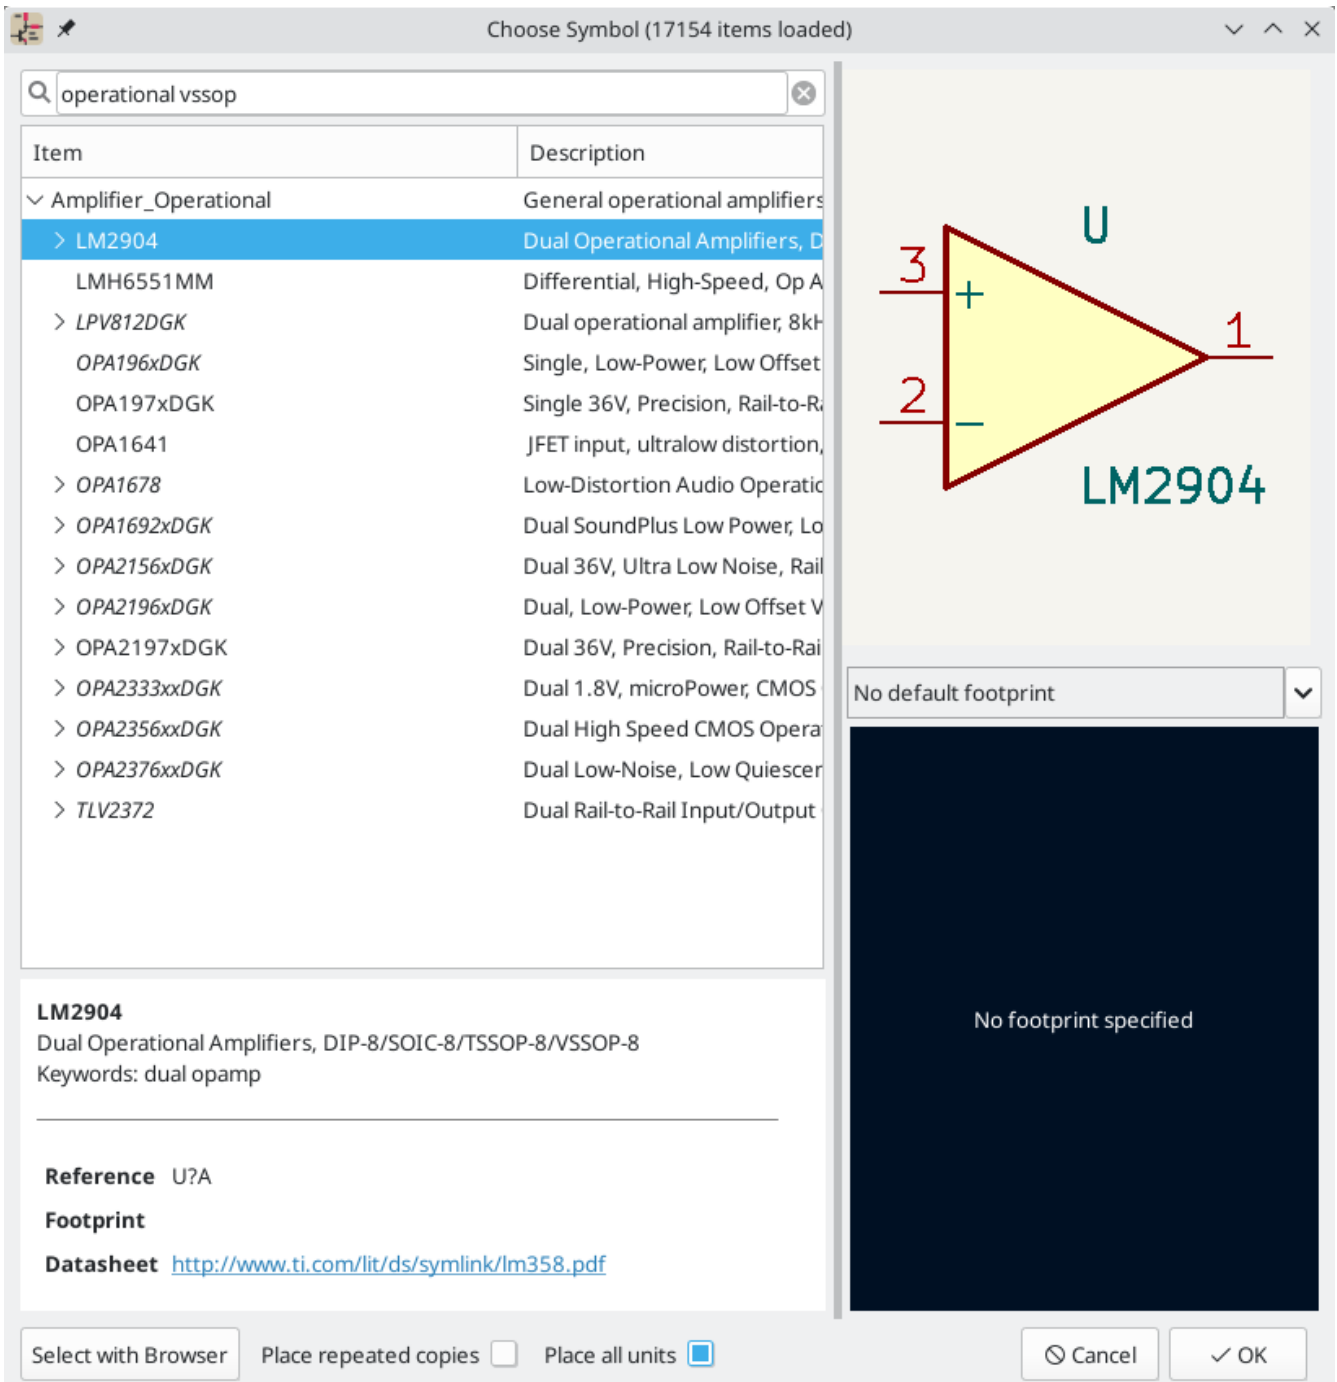 Choose Symbol (17154 items loaded)
operational vssop
Item Description
Amplifier_Operational General operational amplifiers
LM2904 Dual Operational Amplifiers, D
LMH6551MM Differential, High-Speed, Op A
LPV812DGK Dual operational amplifier, 8kH
OPA196xDGK Single, Low-Power, Low Offset
OPA197xDGK Single 36V, Precision, Rail-to-Ra
OPA1641 JFET input, ultralow distortion,
OPA1678 Low-Distortion Audio Operatic
OPA1692xDGK Dual SoundPlus Low Power, Lo
OPA2156xDGK Dual 36V, Ultra Low Noise, Rail
OPA2196xDGK Dual, Low-Power, Low Offset V
OPA2197xDGK Dual 36V, Precision, Rail-to-Rai
OPA2333xxDGK Dual 1.8V, microPower, CMOS
OPA2356xxDGK Dual High Speed CMOS Opera
OPA2376xxDGK Dual Low-Noise, Low Quiescer
TLV2372 Dual Rail-to-Rail Input/Output
LM2904
Dual Operational Amplifiers, DIP-8/SOIC-8/TSSOP-8/VSSOP-8
Keywords: dual opamp
Reference U?A
Footprint
Datasheet http://www.ti.com/lit/ds/symlink/lm358.pdf
U
3
+
1
2
−
LM2904
No default footprint
No footprint specified
Select with Browser Place repeated copies Place all units Cancel OK